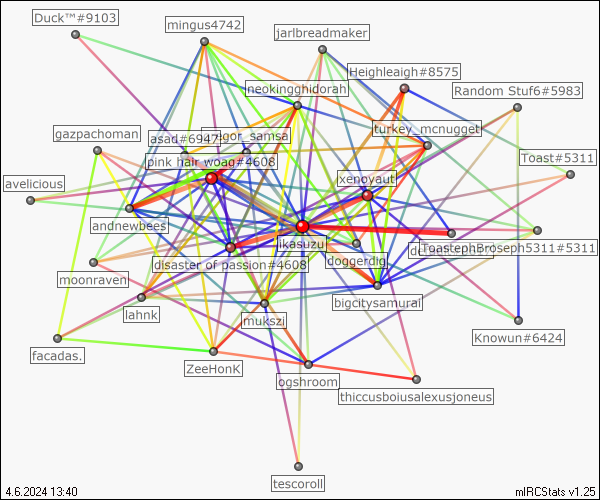 Duck™#9103
mingus4742
jarlbreadmaker
Heighleaigh#8575
neokingghidorah
Random Stuf6#5983
gazpachoman
asad#6947
turkey_mcnugget
pink hair woag#4608
Toast#5311
avelicious
xenoyaut
andnewbees
ikasuzu
ToastephBroseph5311#5311
disaster of passion#4608
doggerdig
moonraven
bigcitysamurai
lahnk
mukszi
Knowun#6424
facadas.
ZeeHonK
ogshroom
thiccusboiusalexusjoneus
tescoroll
4.6.2024 13:40
mIRCStats v1.25